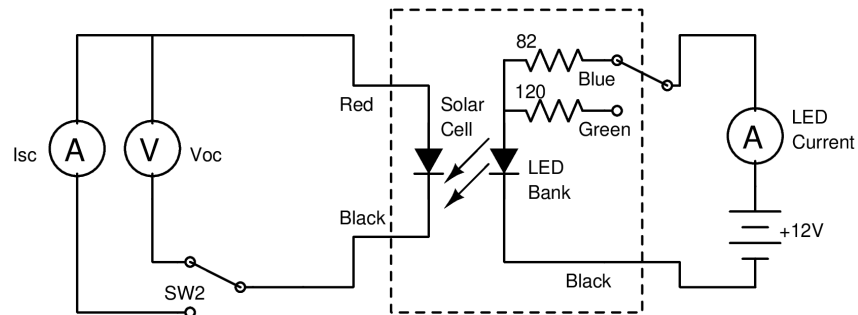 82
Blue
120
Green
Red
Solar
Cell
LED
Bank
Isc
A
V
Voc
A
LED
Current
+12V
Black
SW2
Black